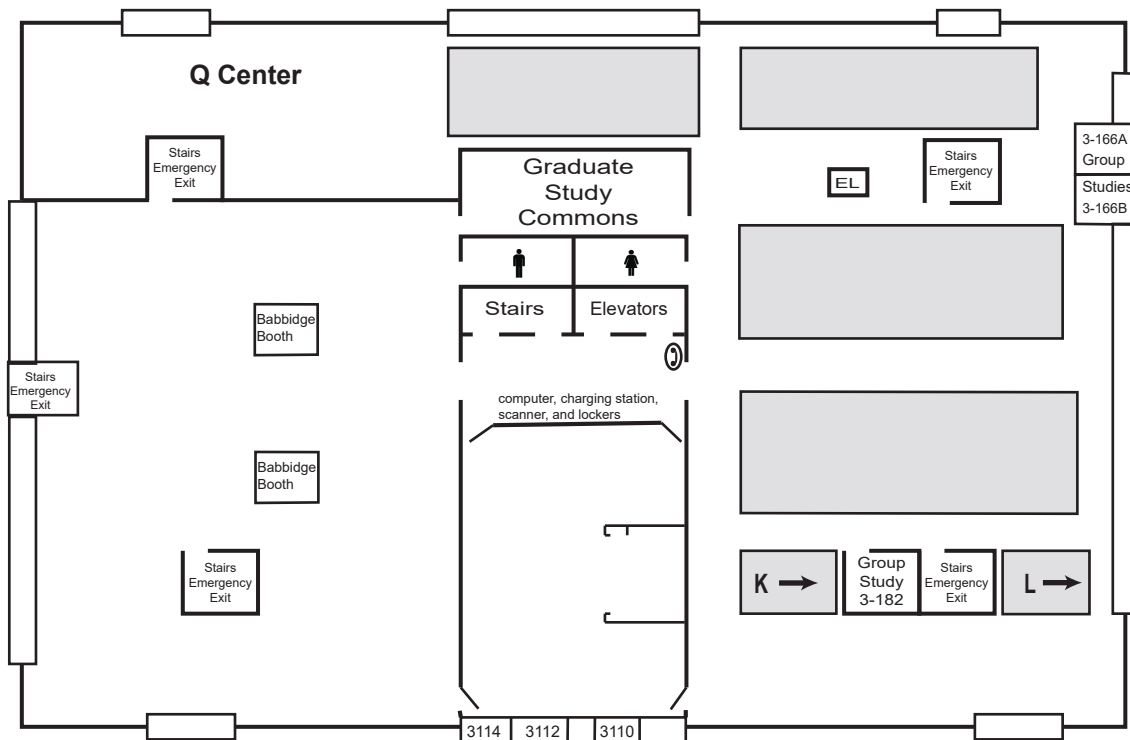 Q Center
Stairs
Emergency
Exit
Graduate
Study
Commons
EL
Stairs
Emergency
Exit
3-166A
Group
Studies
3-166B
Stairs
Elevators
Babbidge
Booth
Stairs
Emergency
Exit
computer, charging station,
scanner, and lockers
Babbidge
Booth
Stairs
Emergency
Exit
K
Group
Study
3-182
Stairs
Emergency
Exit
L
3114
3112
3110